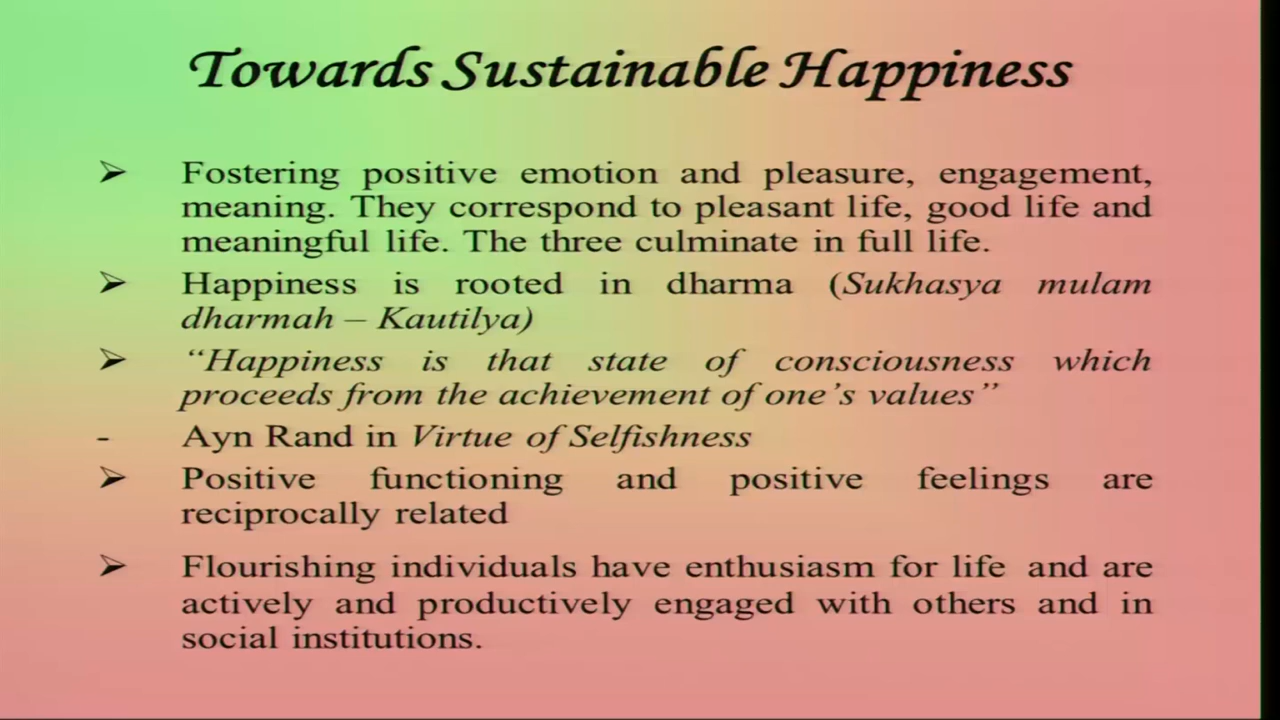 Towards Sustainable Happiness
➢ Fostering positive emotion and pleasure, engagement,
meaning. They correspond to pleasant life, good life and
meaningful life. The three culminate in full life.
➢ Happiness is rooted in dharma (Sukhasya mulam
dharmah – Kautilya)
➢ “Happiness is that state of consciousness which
proceeds from the achievement of one’s values”
- Ayn Rand in Virtue of Selfishness
➢ Positive functioning and positive feelings are
reciprocally related
➢ Flourishing individuals have enthusiasm for life and are
actively and productively engaged with others and in
social institutions.